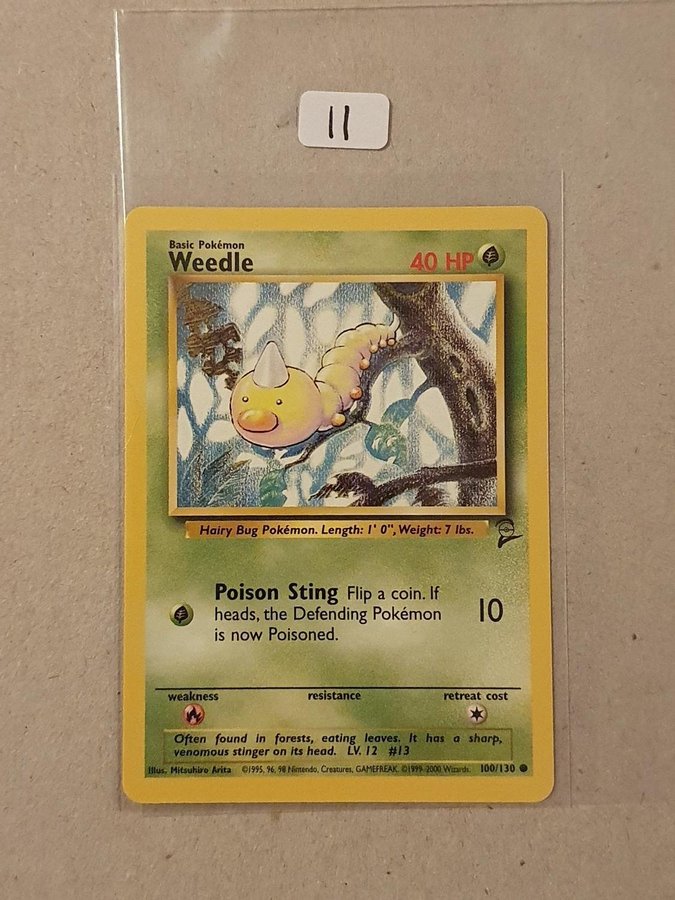 11
Basic Pokémon
Weedle
40 HP
Hairy Bug Pokémon. Length: 1' 0", Weight: 7 lbs.
Poison Sting Flip a coin. If
heads, the Defending Pokémon
is now Poisoned.
10
weakness resistance retreat cost
Often found in forests, eating leaves. It has a sharp,
venomous stinger on its head. LV. 12 #13
Illus. Mitsuhiro Arita ©1995, 96, 98 Nintendo, Creatures, GAMEFREAK. ©1999-2000 Wizards. 100/130